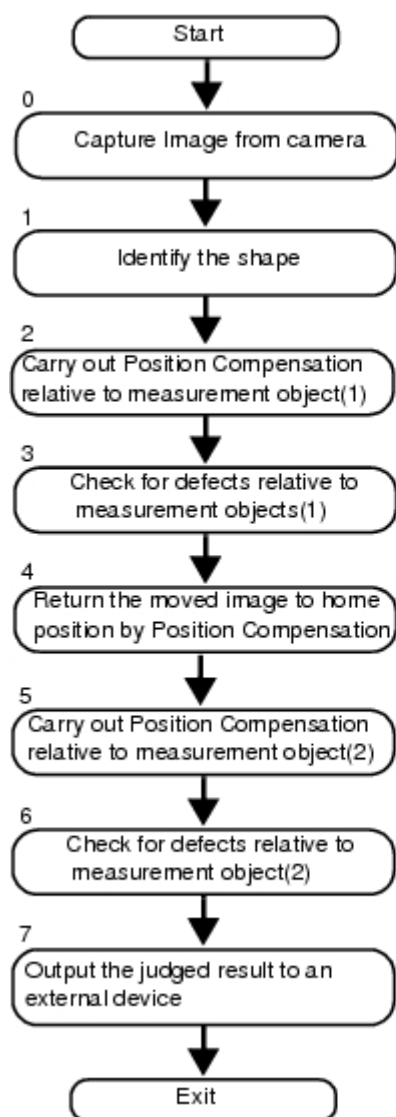 Start
0
Capture Image from camera
1
Identify the shape
2
Carry out Position Compensation
relative to measurement object(1)
3
Check for defects relative to
measurement objects(1)
4
Return the moved image to home
position by Position Compensation
5
Carry out Position Compensation
relative to measurement object(2)
6
Check for defects relative to
measurement object(2)
7
Output the judged result to an
external device
Exit